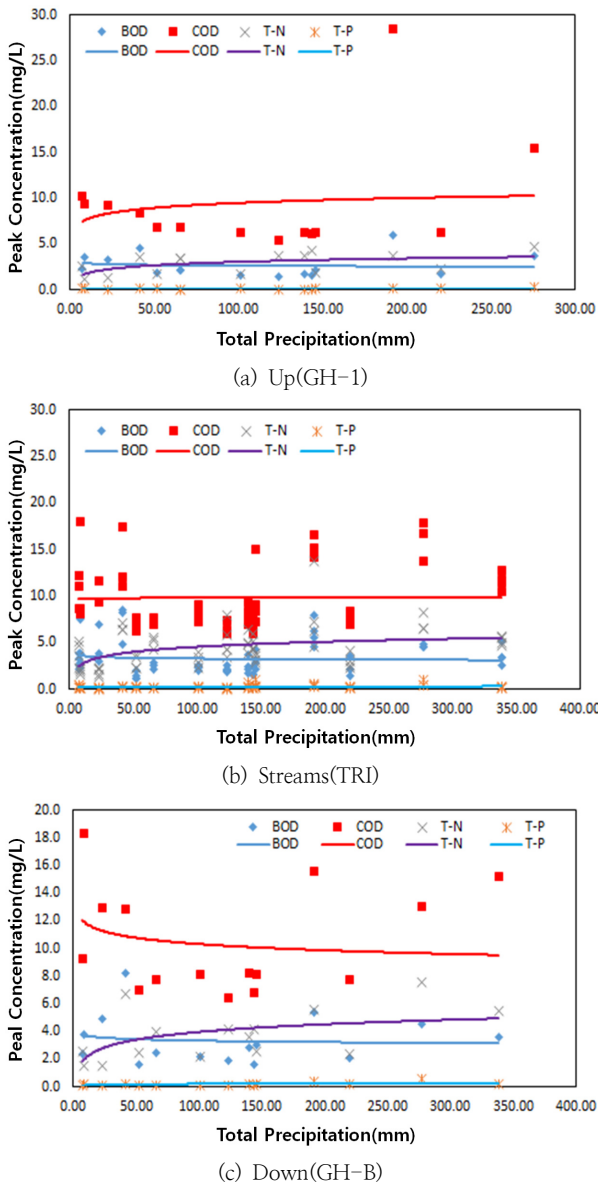 30.0
25.0
20.0
15.0
10.0
5.0
0.0
Peak Concentration(mg/L)
BOD COD T-N T-P
BOD COD T-N T-P
0.00 50.00 100.00 150.00 200.00 250.00 300.00
Total Precipitation(mm)
(a) Up(GH-1)
30.0
25.0
20.0
15.0
10.0
5.0
0.0
Peak Concentration(mg/L)
BOD COD T-N T-P
BOD COD T-N T-P
0.00 50.00 100.00 150.00 200.00 250.00 300.00 350.00 400.00
Total Precipitation(mm)
(b) Streams(TRI)
20.0
18.0
16.0
14.0
12.0
10.0
8.0
6.0
4.0
2.0
0.0
Peal Concentration(mg/L)
BOD COD T-N T-P
BOD COD T-N T-P
0.00 50.00 100.00 150.00 200.00 250.00 300.00 350.00 400.00
Total Precipitation(mm)
(c) Down(GH-B)